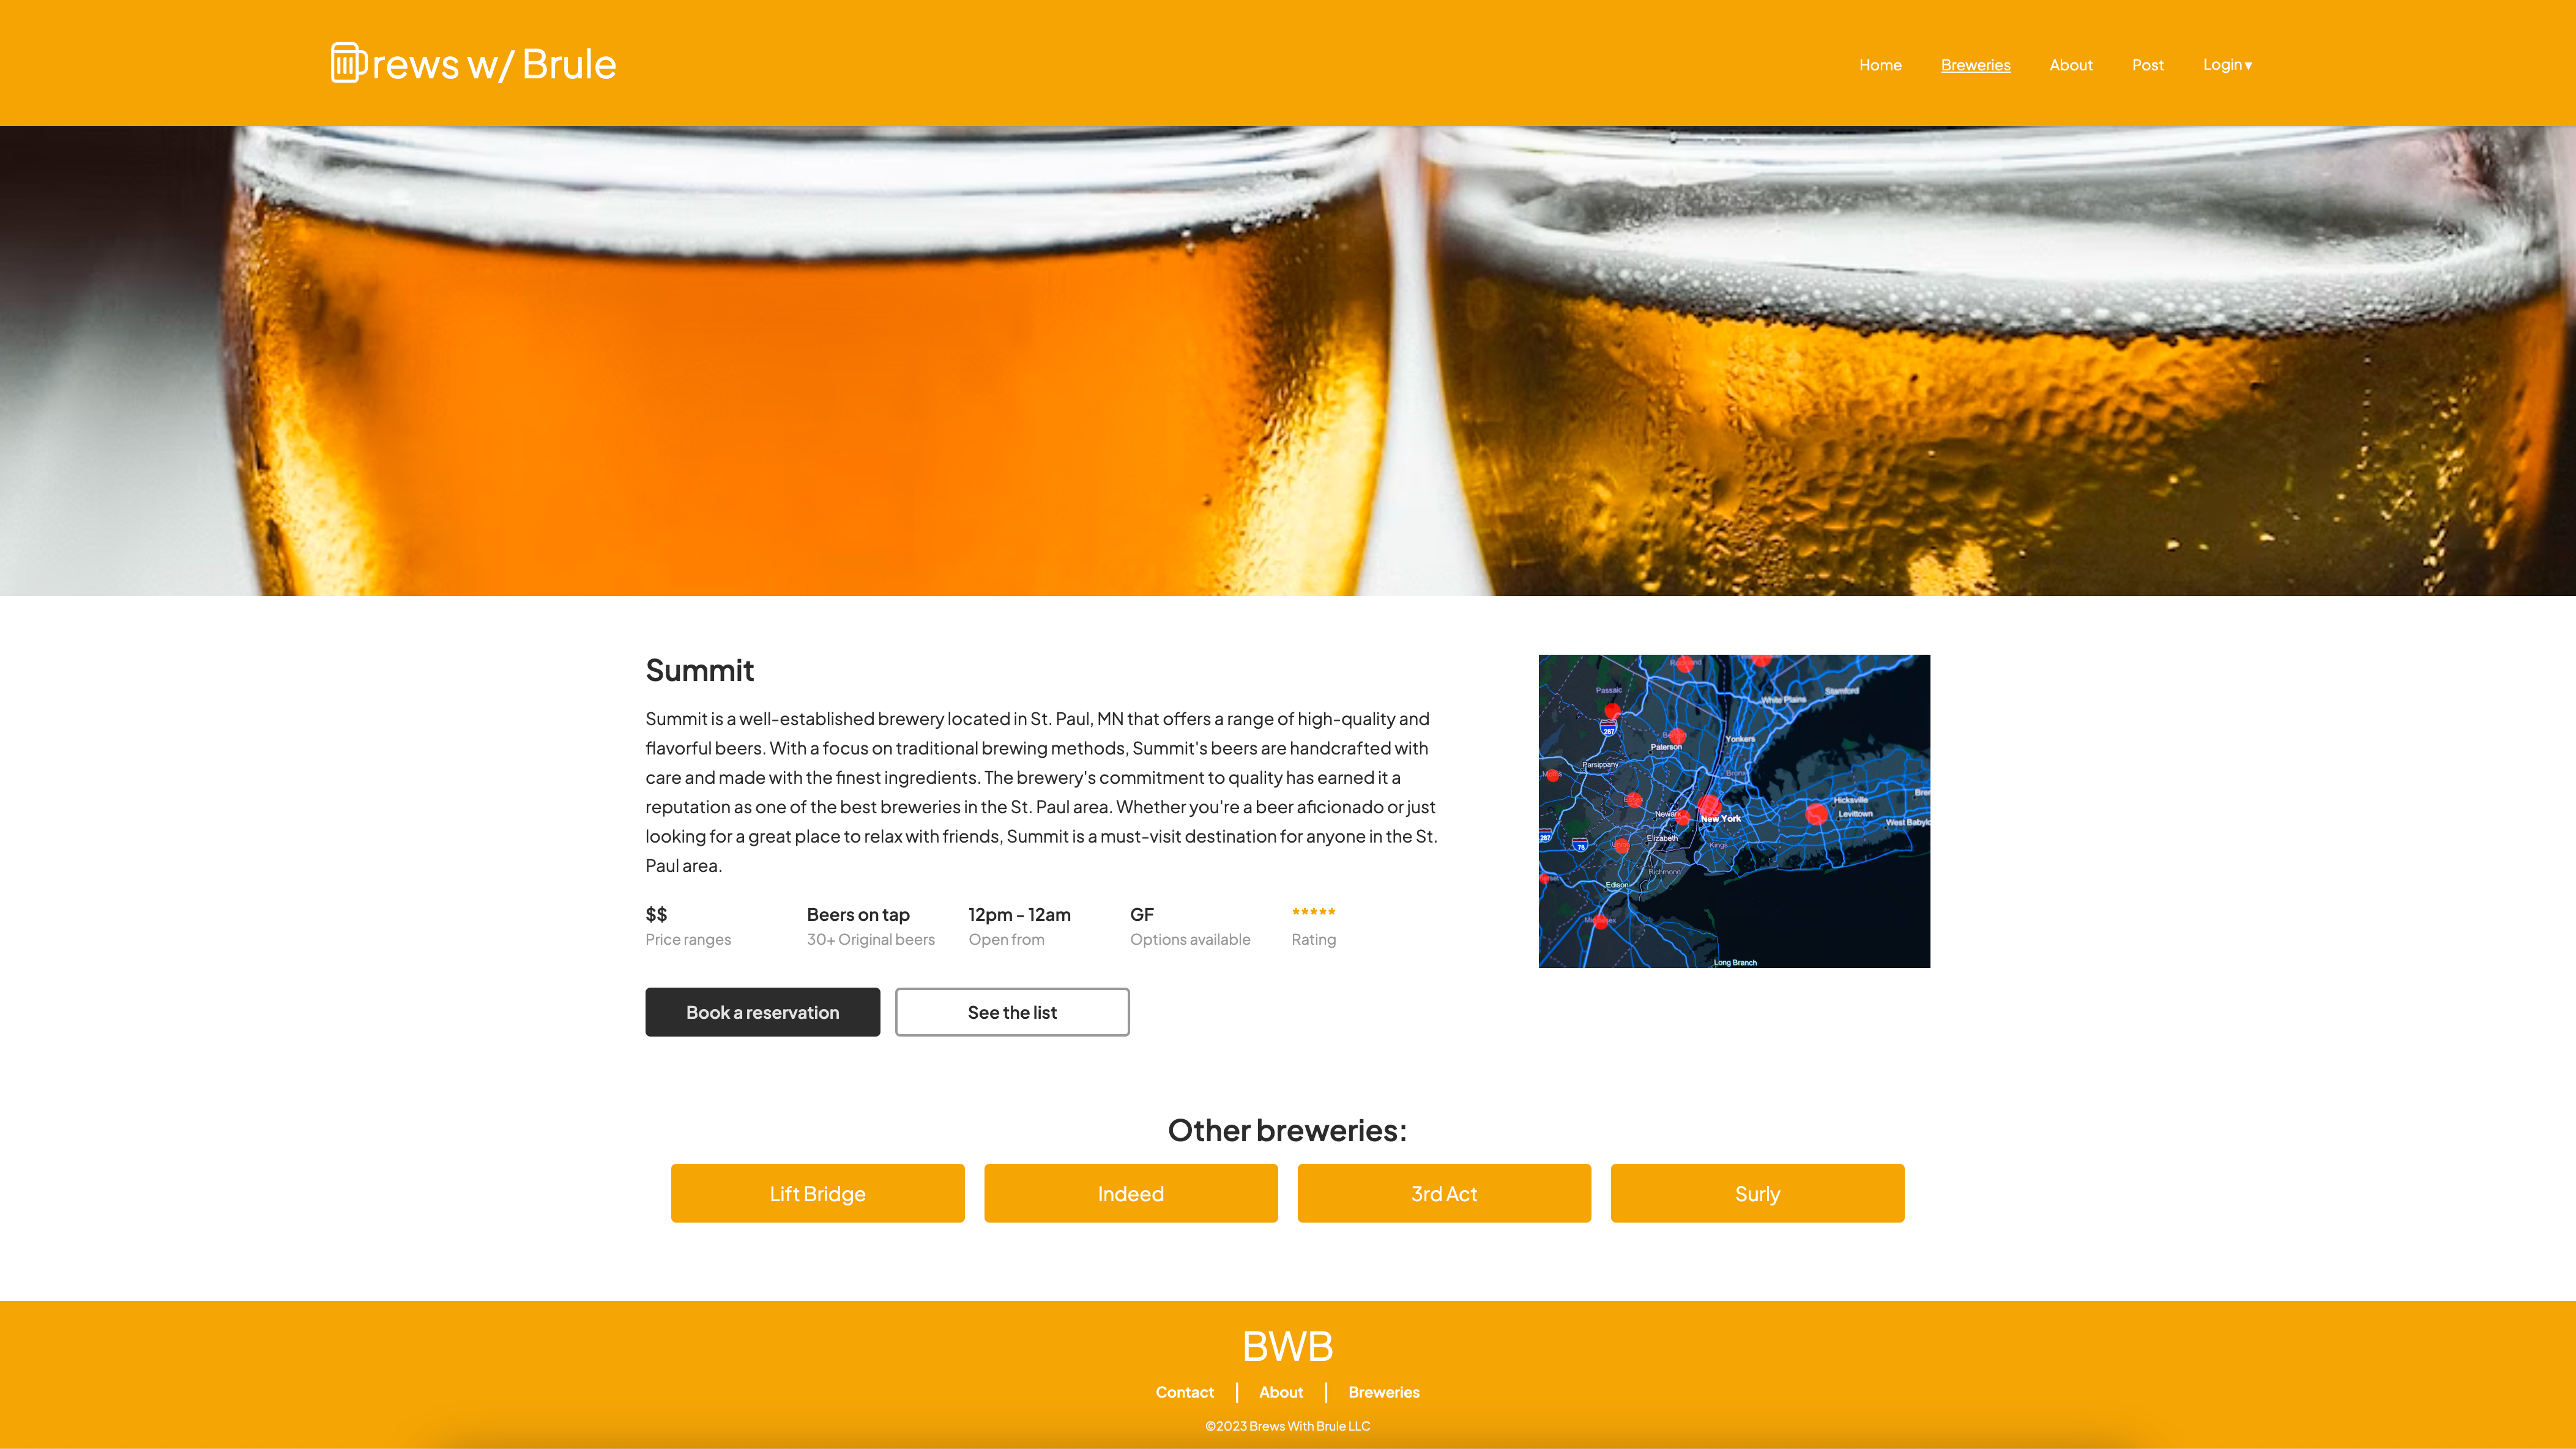 rews w/ Brule
Home Breweries About Post Login ▾
Summit
Summit is a well-established brewery located in St. Paul, MN that offers a range of high-quality and
flavorful beers. With a focus on traditional brewing methods, Summit's beers are handcrafted with
care and made with the finest ingredients. The brewery's commitment to quality has earned it a
reputation as one of the best breweries in the St. Paul area. Whether you're a beer aficionado or just
looking for a great place to relax with friends, Summit is a must-visit destination for anyone in the St.
Paul area.
$$ Beers on tap 12pm - 12am GF *****
Price ranges 30+ Original beers Open from Options available Rating
Book a reservation See the list
Passaic
White Plains Stamford
287
Paterson Yonkers
Parsippany
Bronx
Hicksville
Newark New York Levittown
West Babylo
287 78 Elizabeth Kings
Richmond
Edison
Long Branch
Other breweries:
Lift Bridge Indeed 3rd Act Surly
BWB
Contact | About | Breweries
©2023 Brews With Brule LLC